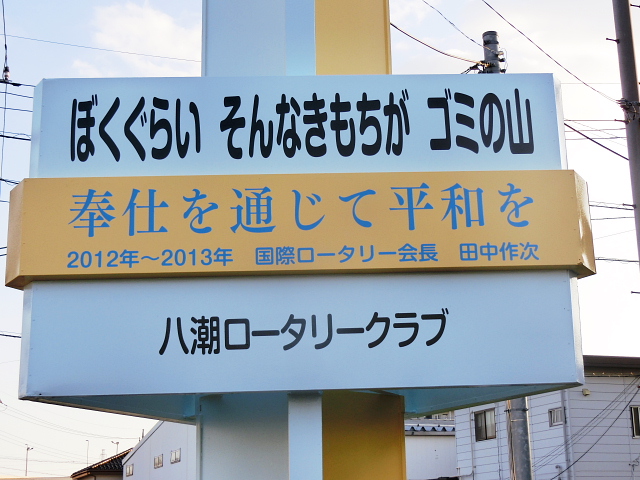 ぼくぐらい そんなきもちが ゴミの山
奉仕を通じて平和を
2012年～2013年 国際ロータリー会長 田中作次
八潮ロータリークラブ